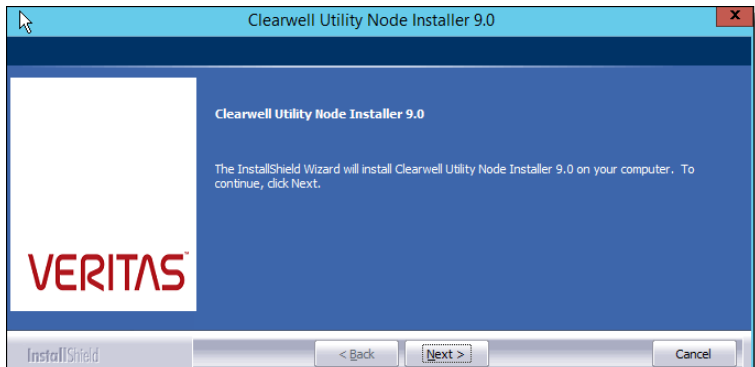 Clearwell Utility Node Installer 9.0
x
Clearwell Utility Node Installer 9.0
The InstallShield Wizard will install Clearwell Utility Node Installer 9.0 on your computer. To
continue, click Next.
VERITAS™
InstallShield
< Back
Next >
Cancel